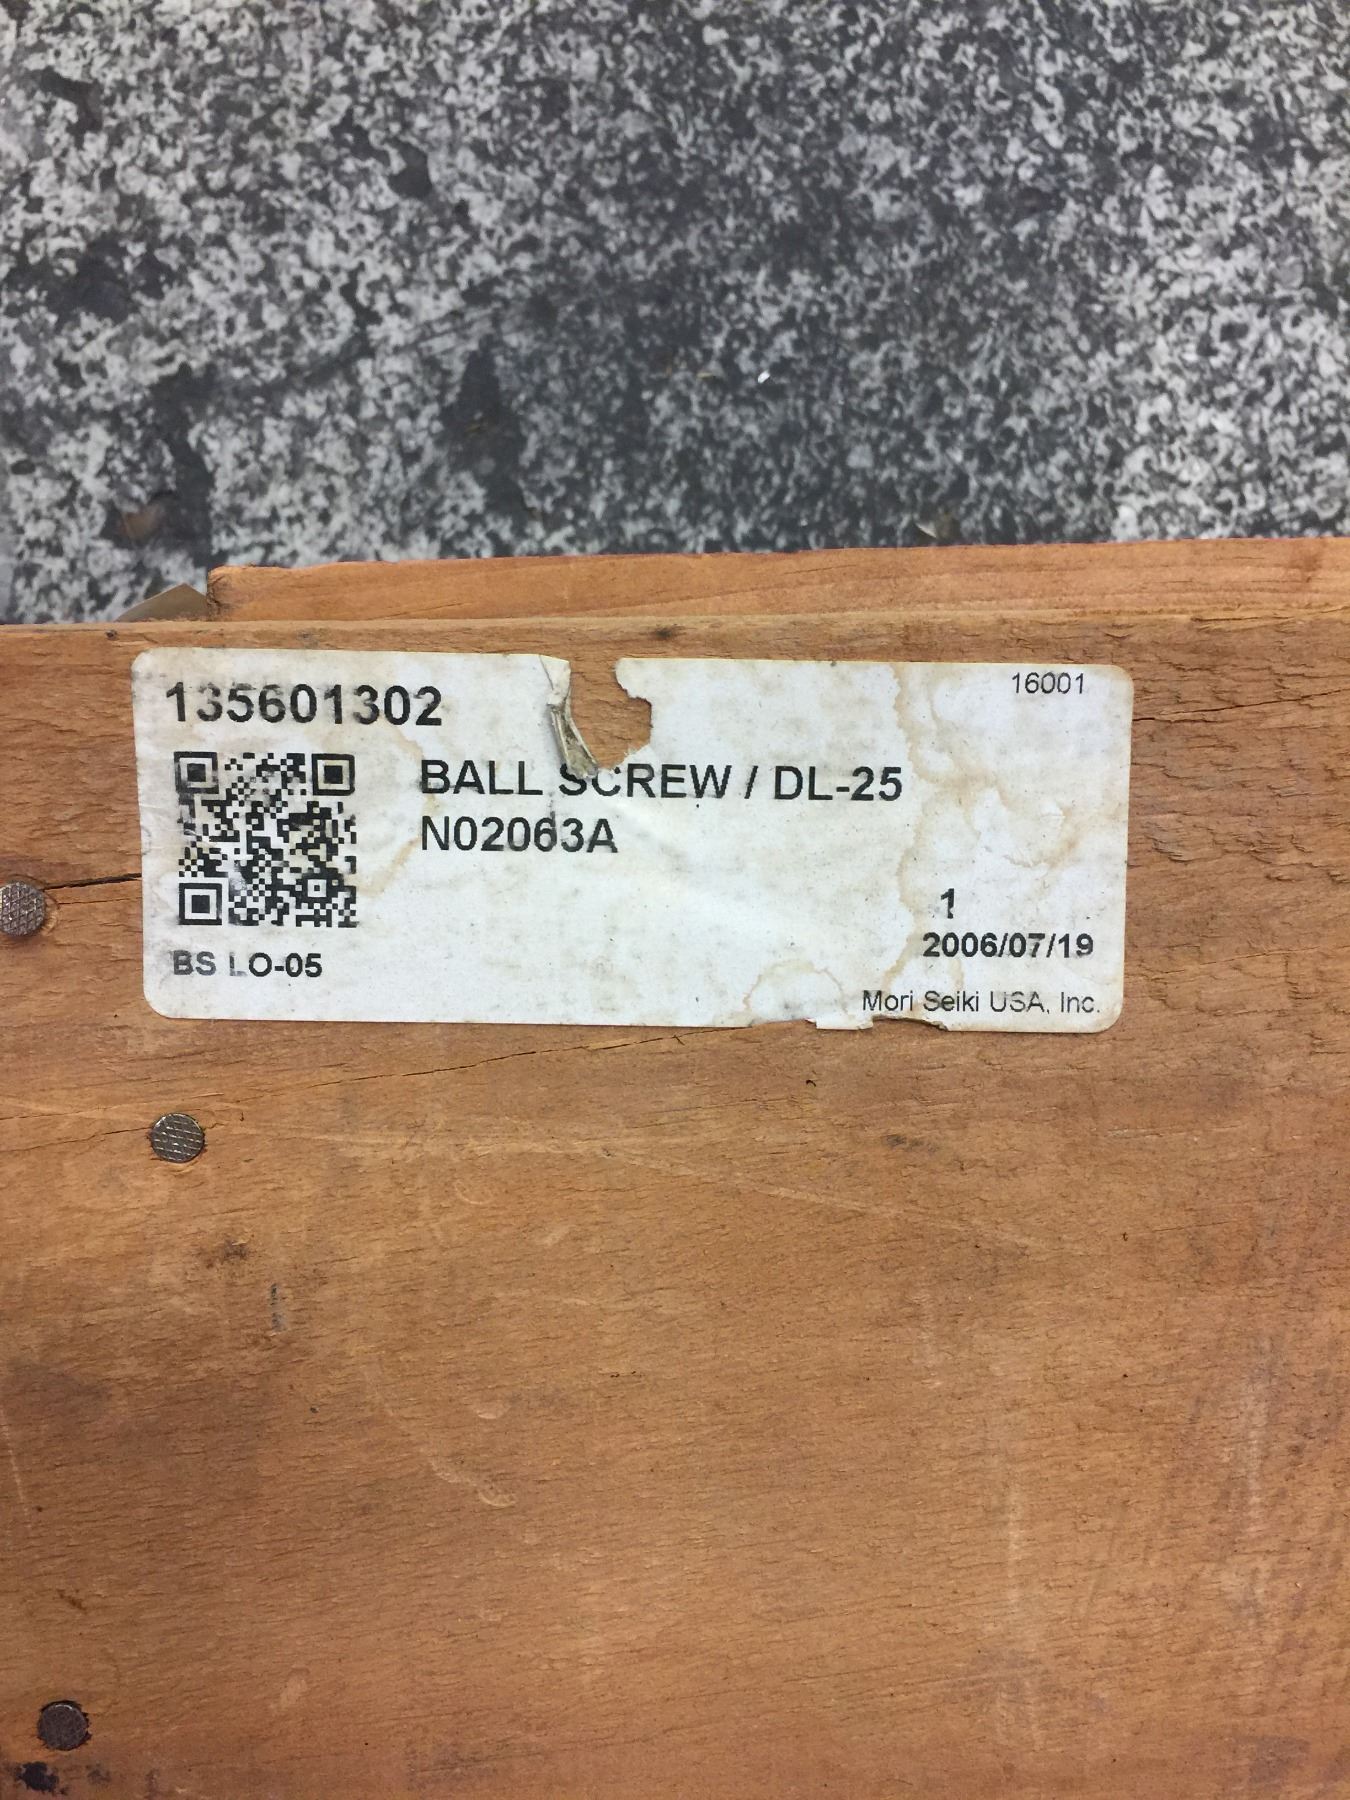 135601302
16001
BALL SCREW / DL-25
N02063A
1
2006/07/19
BS LO-05
Mori Seiki USA, Inc.